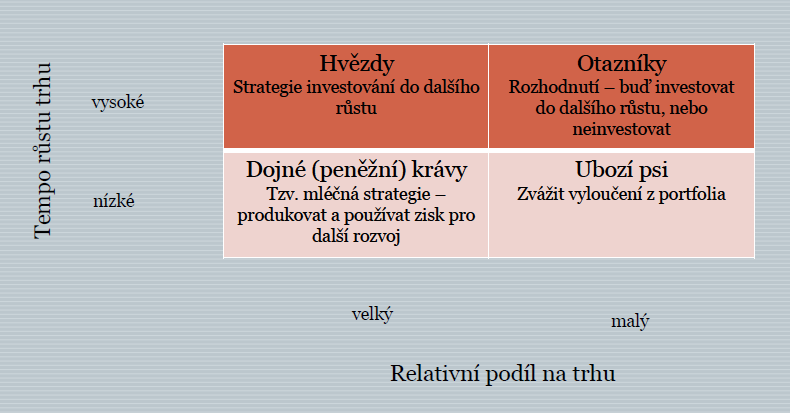 Tempo růstu trhu
vysoké
Hvězdy
Strategie investování do dalšího
růstu
Otazníky
Rozhodnutí – buď investovat
do dalšího růstu, nebo
neinvestovat
nízké
Dojné (peněžní) krávy
Tzv. mléčná strategie –
produkovat a používat zisk pro
další rozvoj
Ubozí psi
Zvážit vyloučení z portfolia
velký
malý
Relativní podíl na trhu